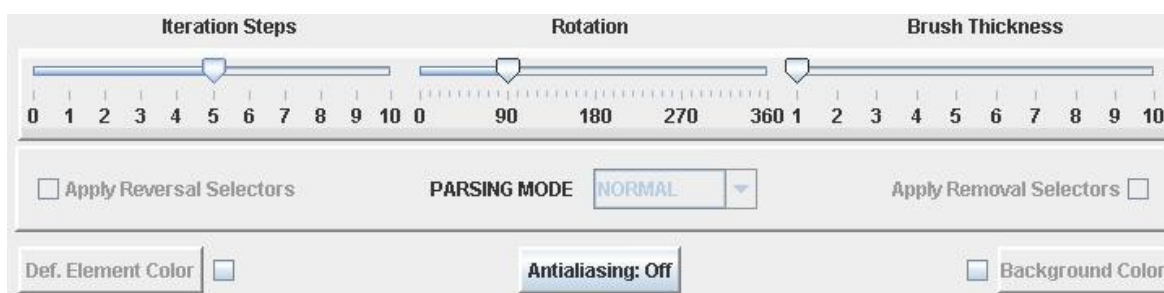 Iteration Steps Rotation Brush Thickness
0 1 2 3 4 5 6 7 8 9 10 0 90 180 270 360 1 2 3 4 5 6 7 8 9 10
Apply Reversal Selectors PARSING MODE NORMAL Apply Removal Selectors
Def. Element Color Antialiasing: Off Background Color